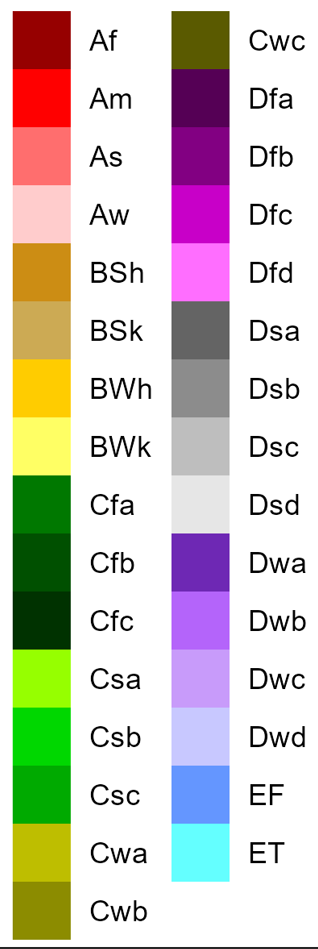 Af
Am
As
Aw
BSh
BSk
BWh
BWk
Cfa
Cfb
Cfc
Csa
Csb
Csc
Cwa
Cwb
Cwc
Dfa
Dfb
Dfc
Dfd
Dsa
Dsb
Dsc
Dsd
Dwa
Dwb
Dwc
Dwd
EF
ET